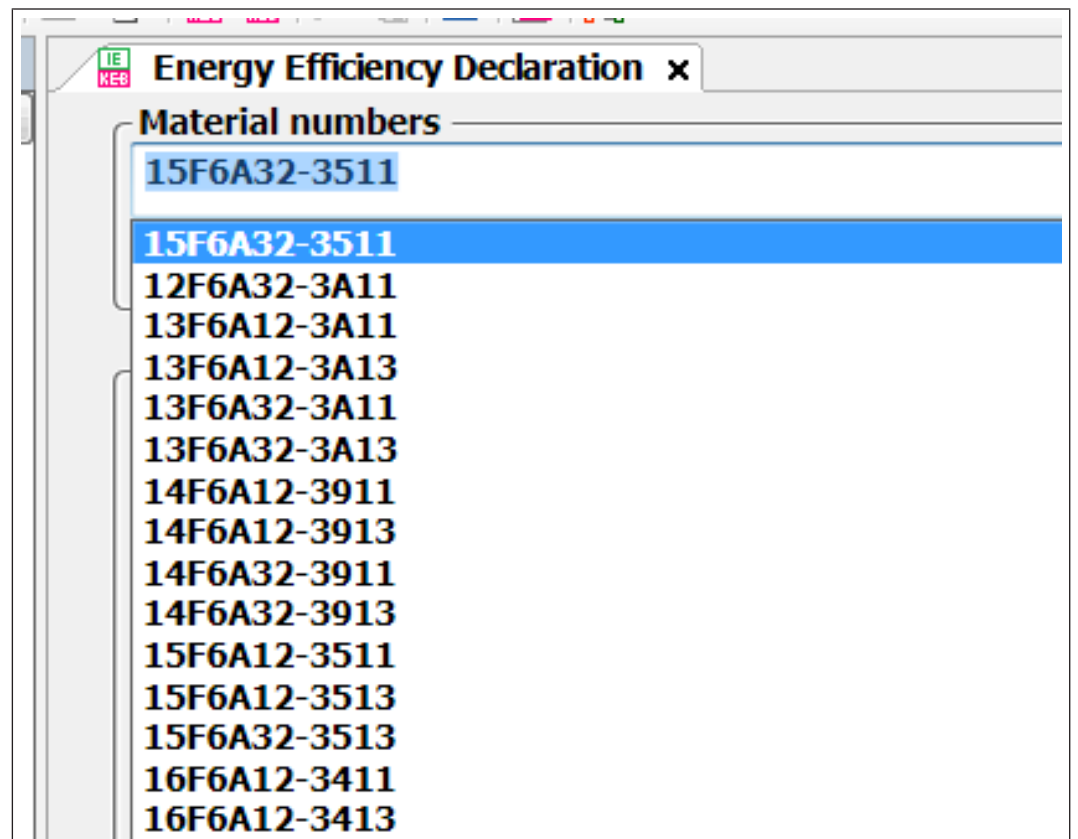 IE
KEB
Energy Efficiency Declaration x
Material numbers
15F6A32-3511
15F6A32-3511
12F6A32-3A11
13F6A12-3A11
13F6A12-3A13
13F6A32-3A11
13F6A32-3A13
14F6A12-3911
14F6A12-3913
14F6A32-3911
14F6A32-3913
15F6A12-3511
15F6A12-3513
15F6A32-3513
16F6A12-3411
16F6A12-3413